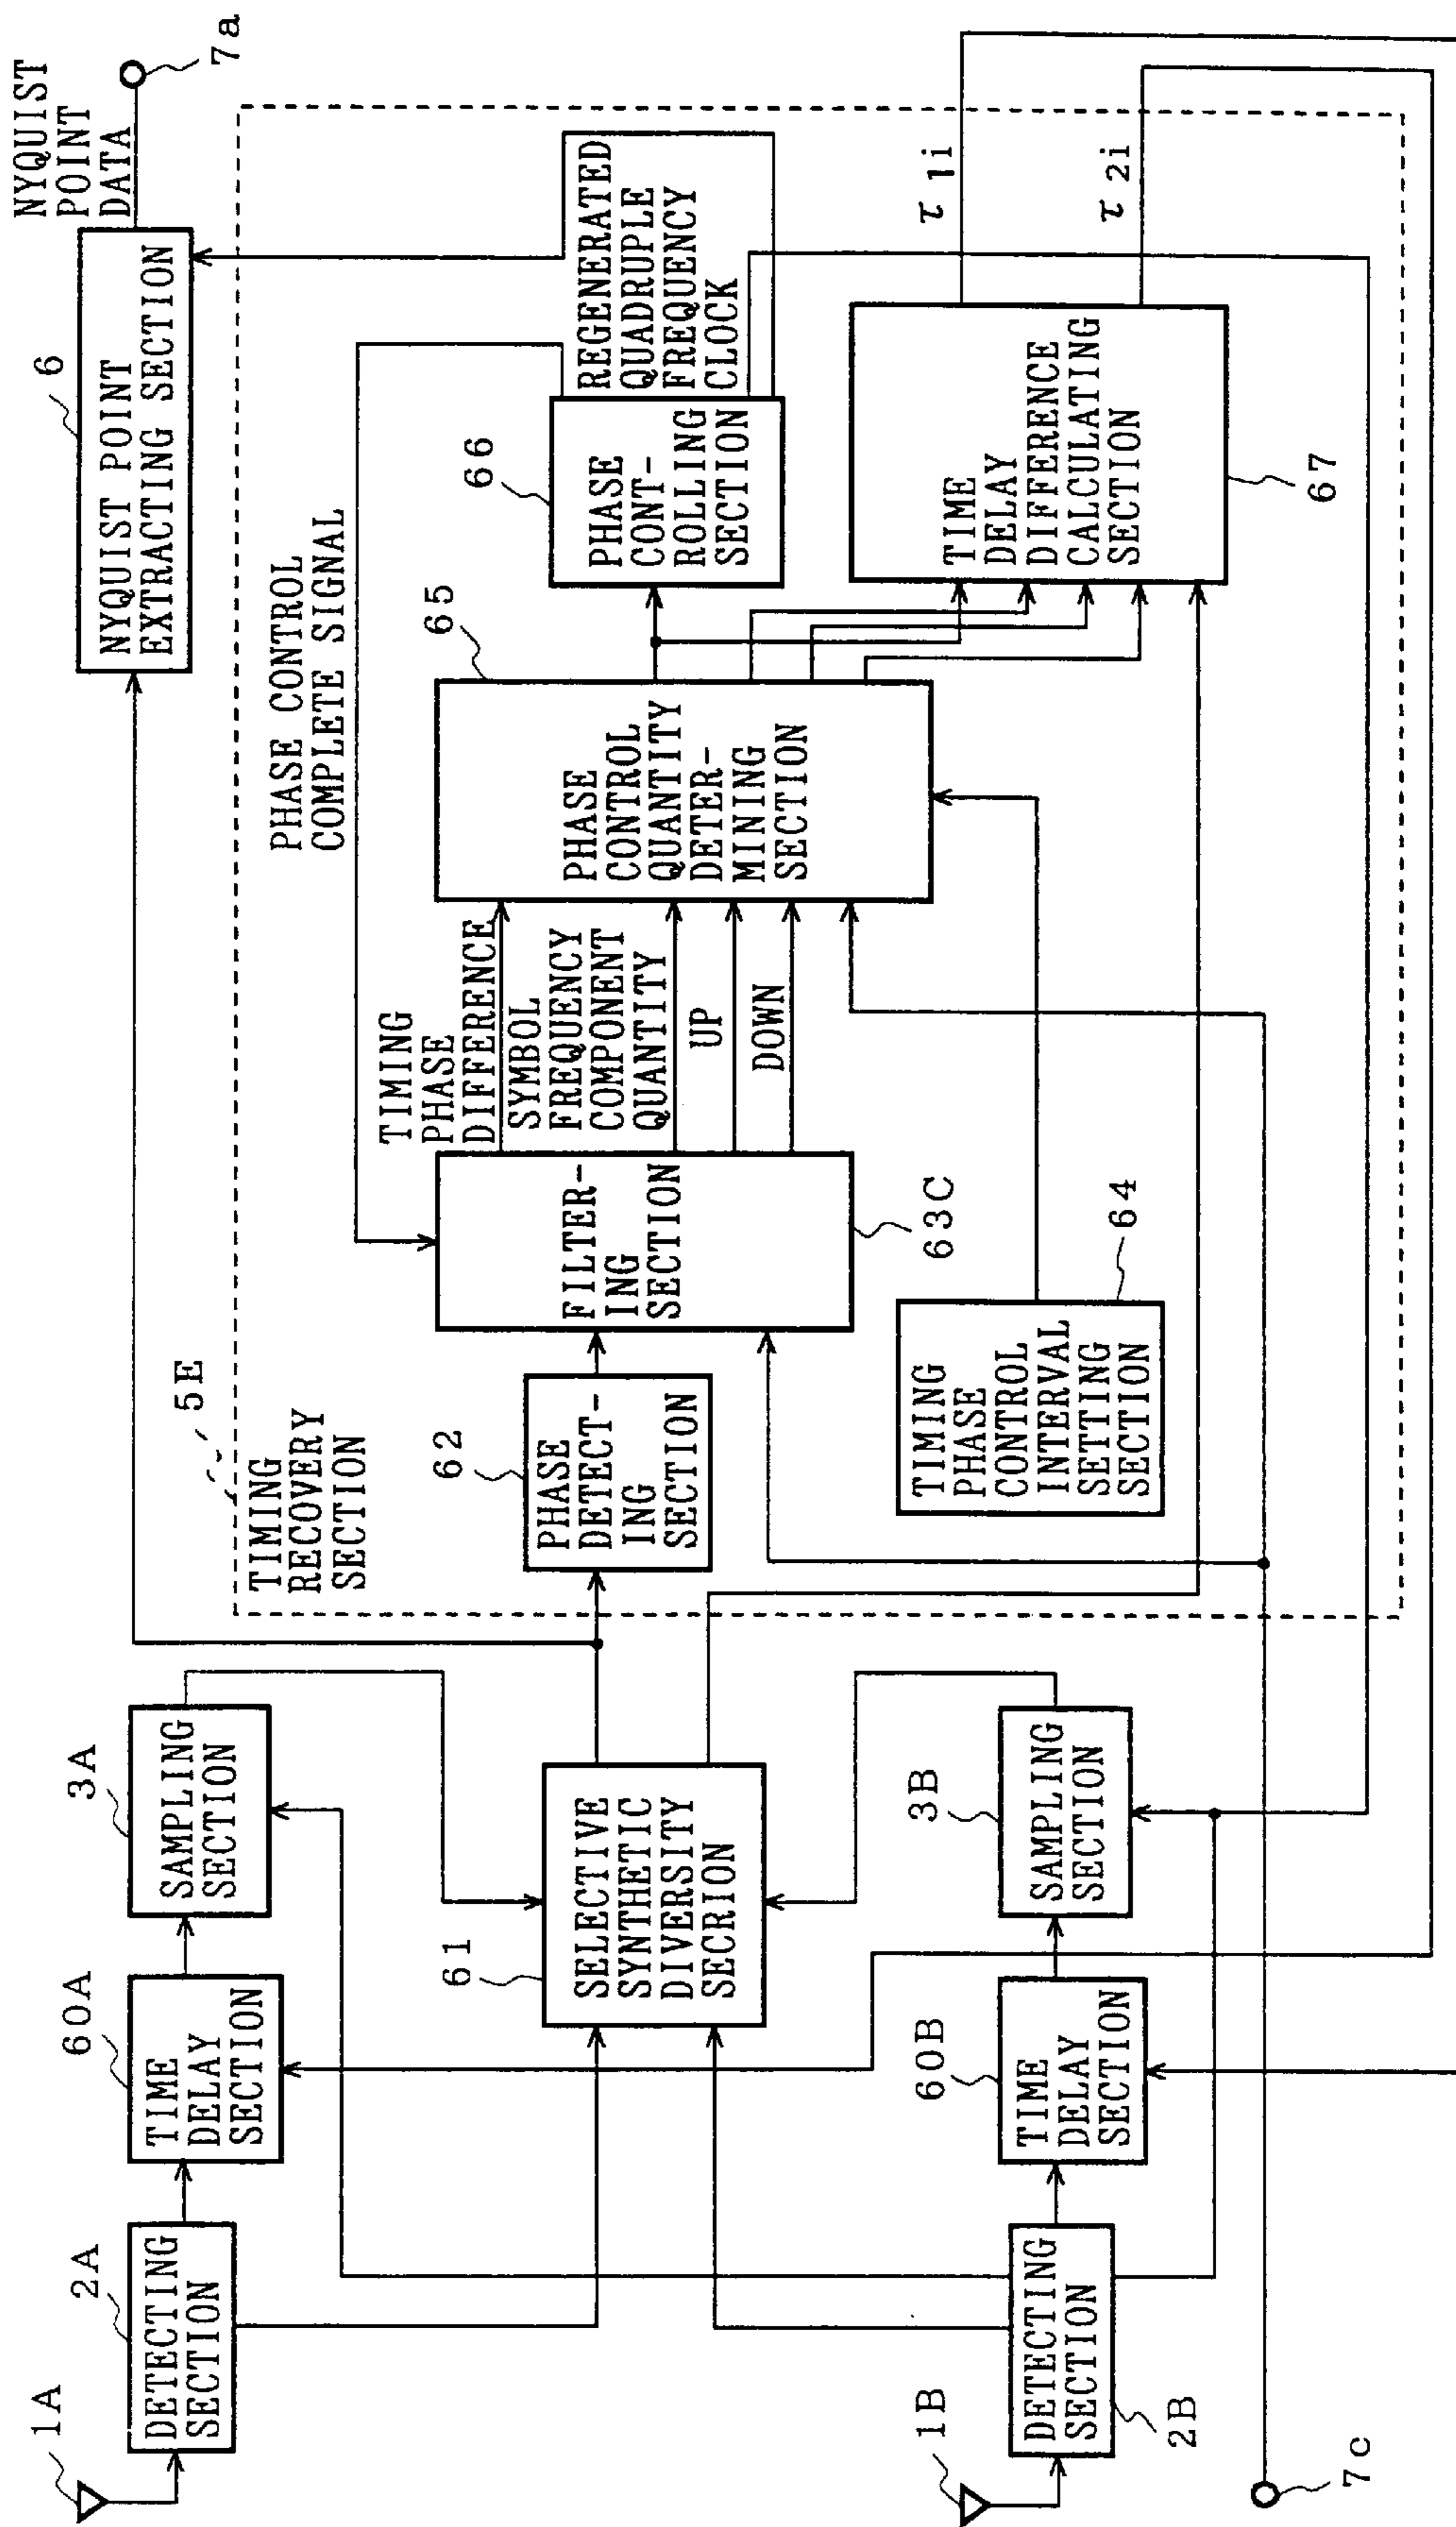 1A
2A
DETECTING
SECTION
60A
TIME
DELAY
SECTION
3A
SAMPLING
SECTION
6
NYQUIST POINT
EXTRACTING SECTION
NYQUIST
POINT
DATA
7a
5E
TIMING
RECOVERY
SECTION
61
SELECTIVE
SYNTHETIC
DIVERSITY
SECRION
62
PHASE
DETECT-
ING
SECTION
FILTER-
ING
SECTION
63C
PHASE CONTROL
COMPLETE SIGNAL
TIMING
PHASE
DIFFERENCE
SYMBOL
FREQUENCY
COMPONENT
QUANTITY
UP
DOWN
65
PHASE
CONTROL
QUANTITY
DETER-
MINING
SECTION
66
PHASE
CONT-
ROLLING
SECTION
REGENERATED
QUADRUPLE
FREQUENCY
CLOCK
64
TIMING
PHASE
CONTROL
INTERVAL
SETTING
SECTION
TIME
DELAY
DIFFERENCE
CALCULATING
SECTION
67
τ 1i
τ 2i
1B
DETECTING
SECTION
2B
60B
TIME
DELAY
SECTION
3B
SAMPLING
SECTION
7c